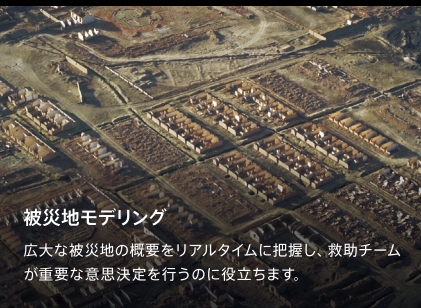 被災地モデリング
広大な被災地の概要をリアルタイムに把握し、救助チーム
が重要な意思決定を行うのに役立ちます。